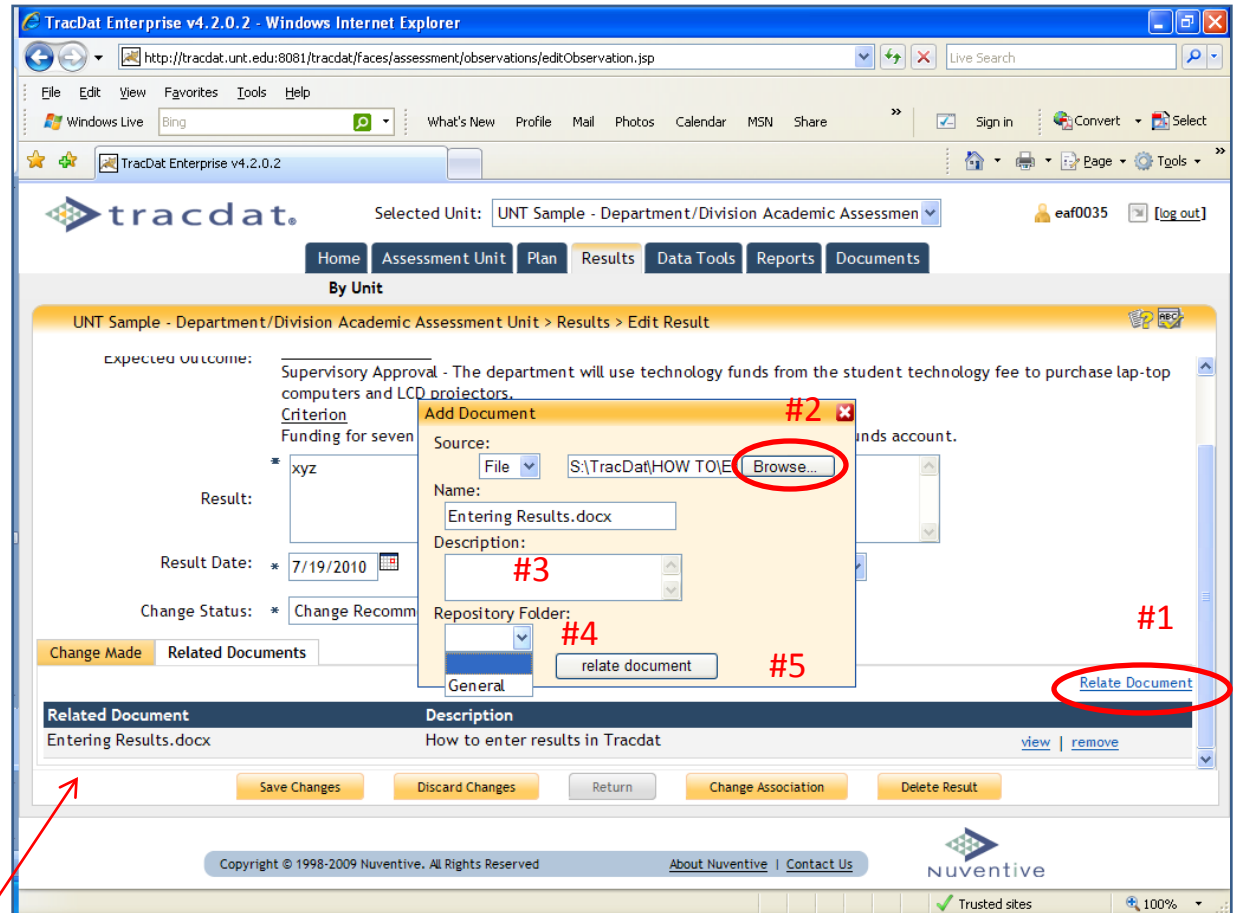 TracDat Enterprise v4.2.0.2 - Windows Internet Explorer
http://tracdat.unt.edu:8081/tracdat/faces/assessment/observations/editObservation.jsp
Live Search
File Edit View Favorites Tools Help
Windows Live Bing What's New Profile Mail Photos Calendar MSN Share » Sign in Convert Select
TracDat Enterprise v4.2.0.2 Page Tools »
tracdat. Selected Unit: UNT Sample - Department/Division Academic Assessmen eaf0035 [log out]
Home Assessment Unit Plan Results Data Tools Reports Documents
By Unit
UNT Sample - Department/Division Academic Assessment Unit > Results > Edit Result
ABC
Expected Outcome:
Supervisory Approval - The department will use technology funds from the student technology fee to purchase lap-top
computers and LCD projectors.
Criterion
Funding for seven unds account.
Add Document #2
Source:
File S:\TracDat\HOW TO\E Browse...
Name:
Entering Results.docx
Description:
#3
Repository Folder:
#4
General
relate document #5
* xyz
Result:
Result Date: * 7/19/2010
Change Status: * Change Recomm
#1
Change Made Related Documents
Relate Document
Related Document Description
Entering Results.docx How to enter results in Tracdat view | remove
Save Changes Discard Changes Return Change Association Delete Result
Copyright © 1998-2009 Nuventive. All Rights Reserved About Nuventive | Contact Us
Nuventive
Trusted sites 100%